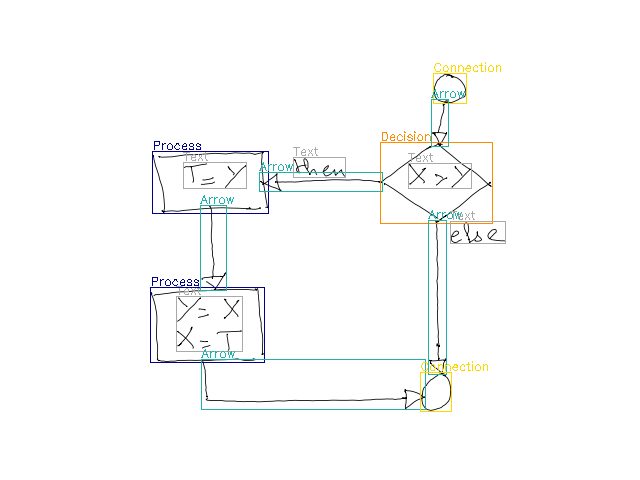 Connection
Arrow
Decision
Process
Text
T = Y
Arrow
Text
then
Text
X > Y
Arrow
Arrow
Text
else
Process
Text
Y = X
X = T
Arrow
Connection